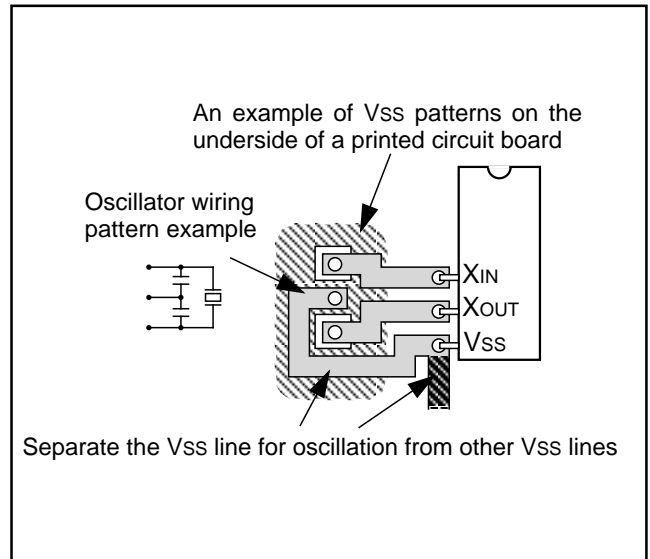 An example of VSS patterns on the
underside of a printed circuit board
Oscillator wiring
pattern example
XIN
XOUT
VSS
Separate the VSS line for oscillation from other VSS lines